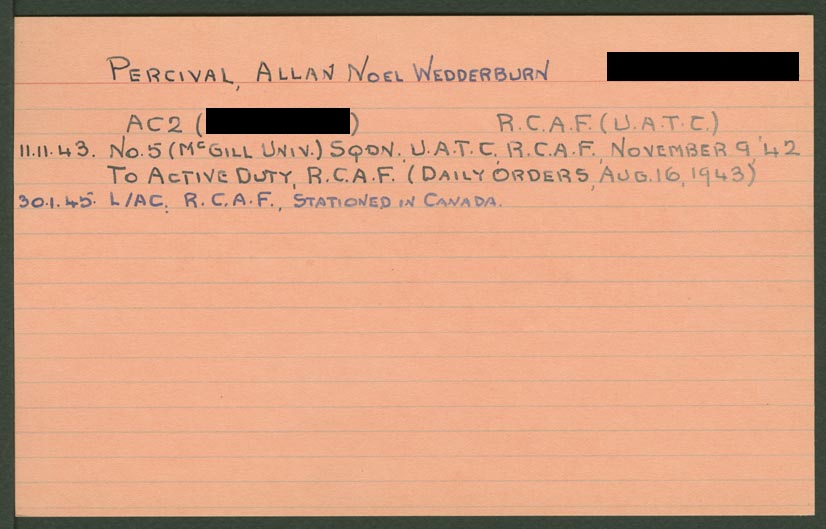 PERCIVAL, ALLAN NOEL WEDDERBURN
AC2 ( ) R.C.A.F. (U.A.T.C.)
11.11.43. No.5 (McGILL UNIV.) SQDN. U.A.T.C. R.C.A.F. NOVEMBER 9, '42
TO ACTIVE DUTY, R.C.A.F. (DAILY ORDERS, AUG. 16, 1943)
30.1.45. L/AC. R.C.A.F., STATIONED IN CANADA.